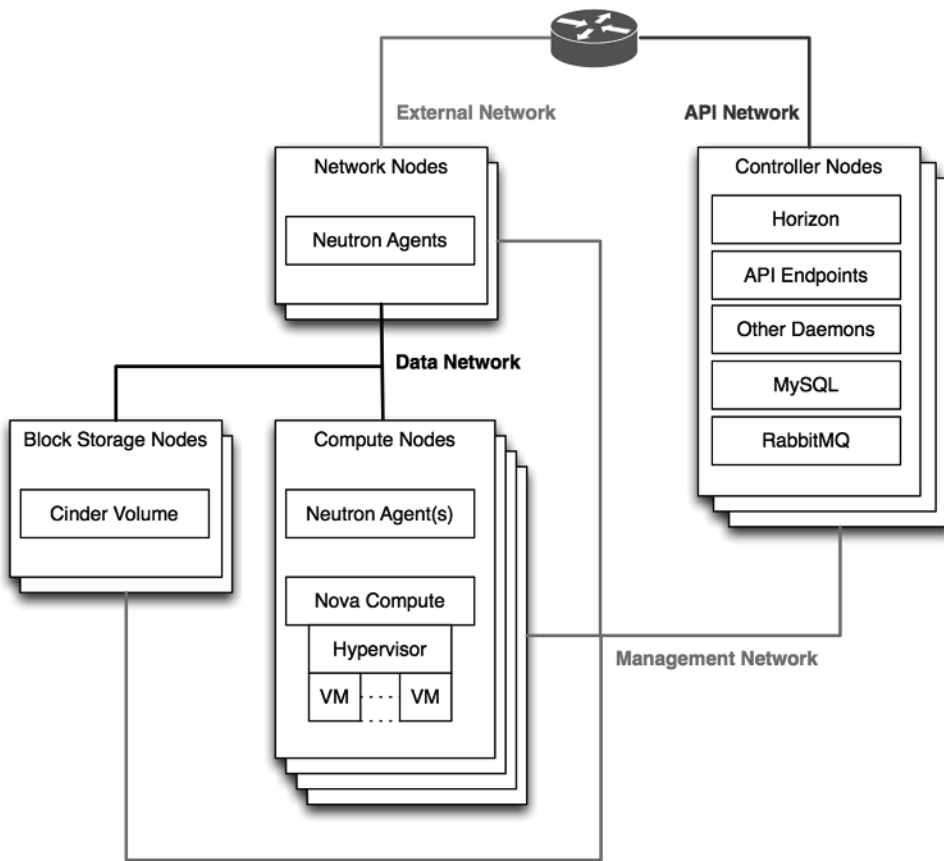 External Network
API Network
Network Nodes
Neutron Agents
Controller Nodes
Horizon
API Endpoints
Other Daemons
MySQL
RabbitMQ
Data Network
Block Storage Nodes
Cinder Volume
Compute Nodes
Neutron Agent(s)
Nova Compute
Hypervisor
VM
VM
Management Network